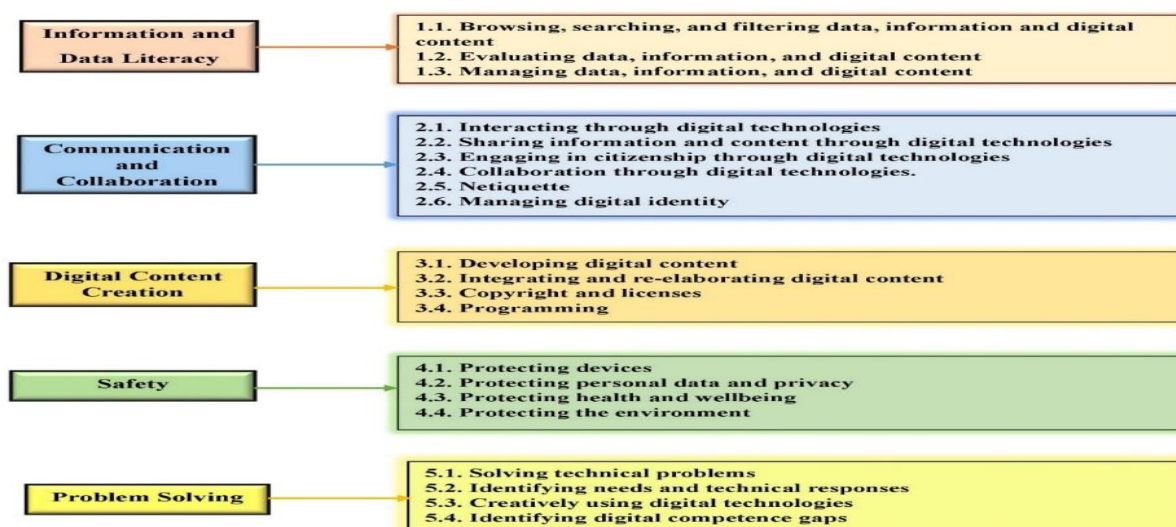 Information and
Data Literacy
1.1. Browsing, searching, and filtering data, information and digital
content
1.2. Evaluating data, information, and digital content
1.3. Managing data, information, and digital content
Communication
and
Collaboration
2.1. Interacting through digital technologies
2.2. Sharing information and content through digital technologies
2.3. Engaging in citizenship through digital technologies
2.4. Collaboration through digital technologies.
2.5. Netiquette
2.6. Managing digital identity
Digital Content
Creation
3.1. Developing digital content
3.2. Integrating and re-elaborating digital content
3.3. Copyright and licenses
3.4. Programming
Safety
4.1. Protecting devices
4.2. Protecting personal data and privacy
4.3. Protecting health and wellbeing
4.4. Protecting the environment
Problem Solving
5.1. Solving technical problems
5.2. Identifying needs and technical responses
5.3. Creatively using digital technologies
5.4. Identifying digital competence gaps